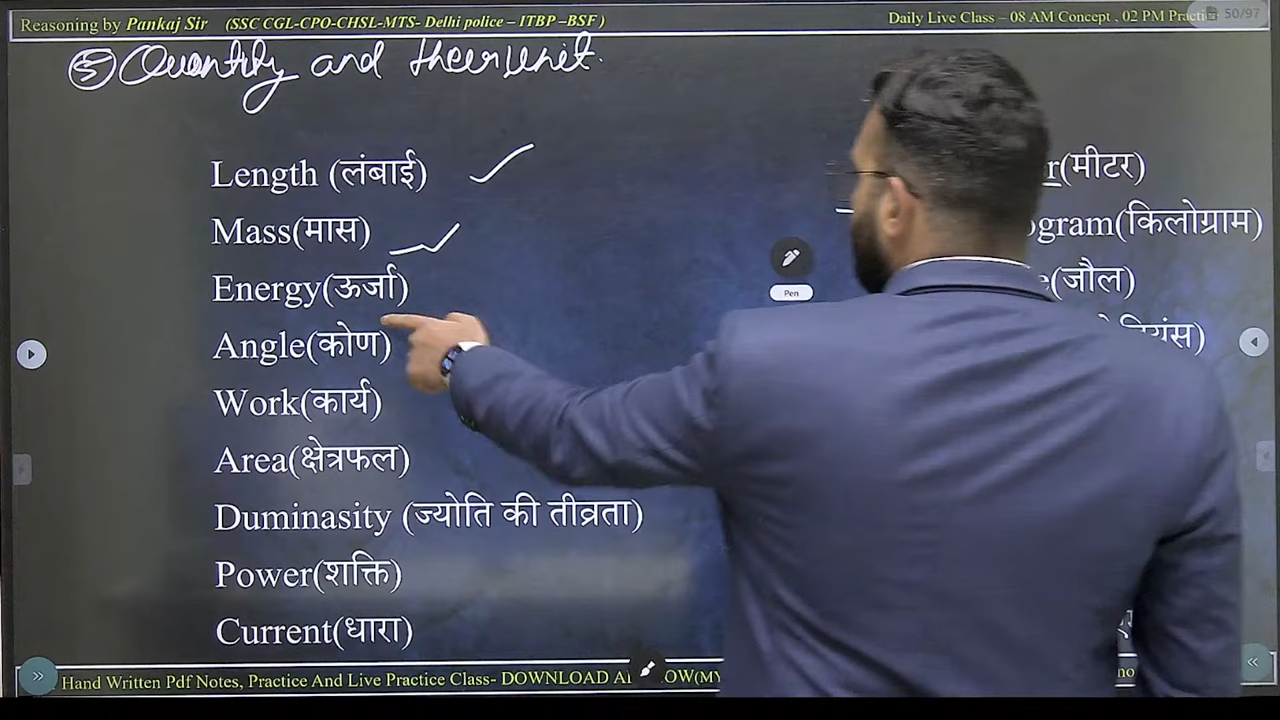 Reasoning by Pankaj Sir (SSC CGL-CPO-CHSL-MTS- Delhi police – ITBP –BSF )
Daily Live Class – 08 AM Concept , 02 PM
50/97
5 Quantity and their unit.
Length (लंबाई)
(मीटर)
Mass(मास)
(किलोग्राम)
Energy(ऊर्जा)
(जौल)
Angle(कोण)
Work(कार्य)
Area(क्षेत्रफल)
Duminasity (ज्योति की तीव्रता)
Power(शक्ति)
Current(धारा)
Pen
Hand Written Pdf Notes, Practice And Live Practice Class- DOWNLOAD